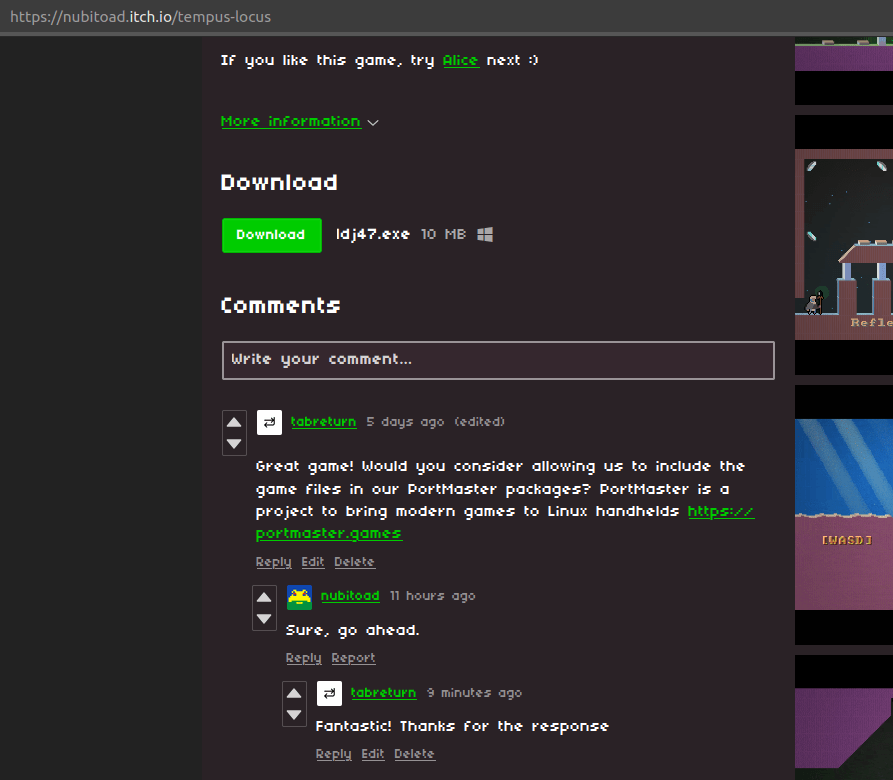 https://nubitoad.itch.io/tempus-locus
If you like this game, try Alice next :)
More information
Download
Download ldj47.exe 10 MB
Comments
Write your comment...
tabreturn 5 days ago (edited)
Great game! Would you consider allowing us to include the
game files in our PortMaster packages? PortMaster is a
project to bring modern games to Linux handhelds https://
portmaster.games
Reply Edit Delete
nubitoad 11 hours ago
Sure, go ahead.
Reply Report
tabreturn 9 minutes ago
Fantastic! Thanks for the response
Reply Edit Delete
Refle
[WASD]